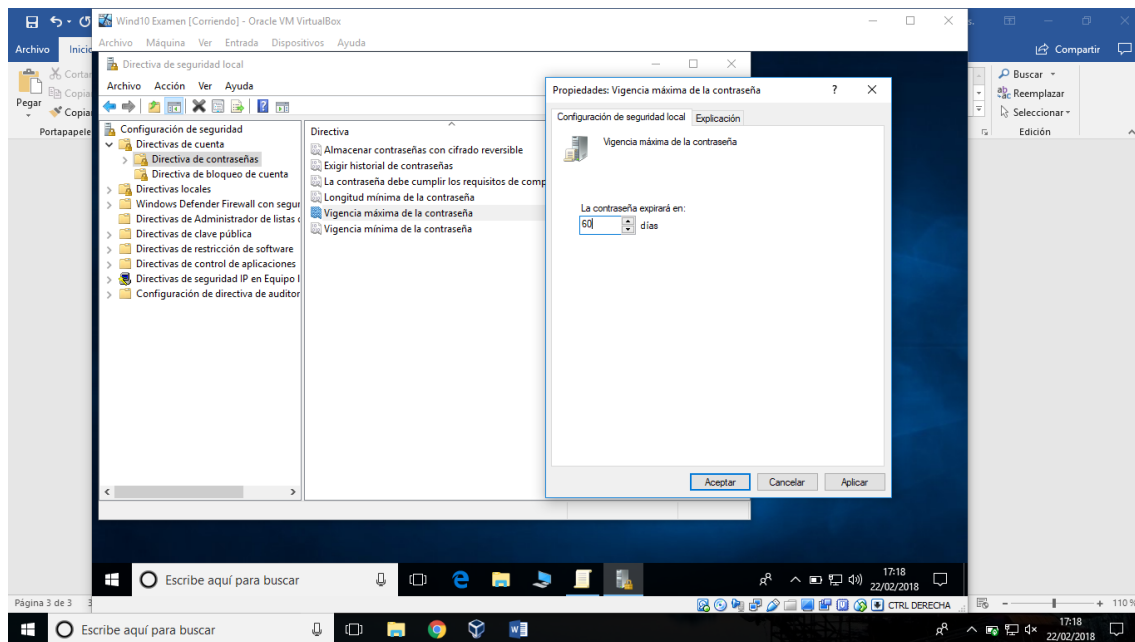 Wind10 Examen [Corriendo] - Oracle VM VirtualBox
s.
Archivo
Inicio
Compartir
Archivo Máquina Ver Entrada Dispositivos Ayuda
Cortar
Copiar
Pegar
Copiar
Portapapele
Buscar
Reemplazar
Seleccionar
Edición
Directiva de seguridad local
Archivo Acción Ver Ayuda
Configuración de seguridad
Directivas de cuenta
Directiva de contraseñas
Directiva de bloqueo de cuenta
Directivas locales
Windows Defender Firewall con segur
Directivas de Administrador de listas c
Directivas de clave pública
Directivas de restricción de software
Directivas de control de aplicaciones
Directivas de seguridad IP en Equipo l
Configuración de directiva de auditor
Directiva
Almacenar contraseñas con cifrado reversible
Exigir historial de contraseñas
La contraseña debe cumplir los requisitos de comp
Longitud mínima de la contraseña
Vigencia máxima de la contraseña
Vigencia mínima de la contraseña
Propiedades: Vigencia máxima de la contraseña ?
Configuración de seguridad local Explicación
Vigencia máxima de la contraseña
La contraseña expirará en:
60 días
Aceptar Cancelar Aplicar
Escribe aquí para buscar
17:18
22/02/2018
CTRL DERECHA
Página 3 de 3 3
110 %
Escribe aquí para buscar
17:18
22/02/2018